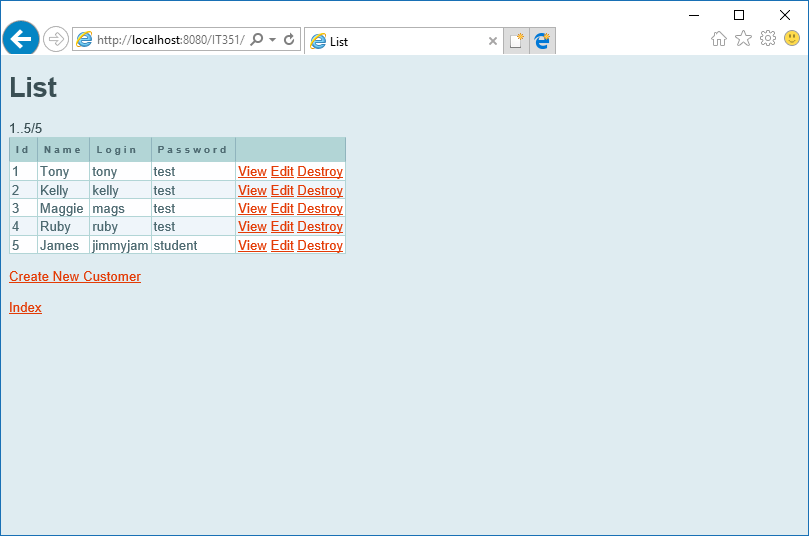 http://localhost:8080/IT351/
List
List
1..5/5
Id Name Login Password
1 Tony tony test View Edit Destroy
2 Kelly kelly test View Edit Destroy
3 Maggie mags test View Edit Destroy
4 Ruby ruby test View Edit Destroy
5 James jimmyjam student View Edit Destroy
Create New Customer
Index